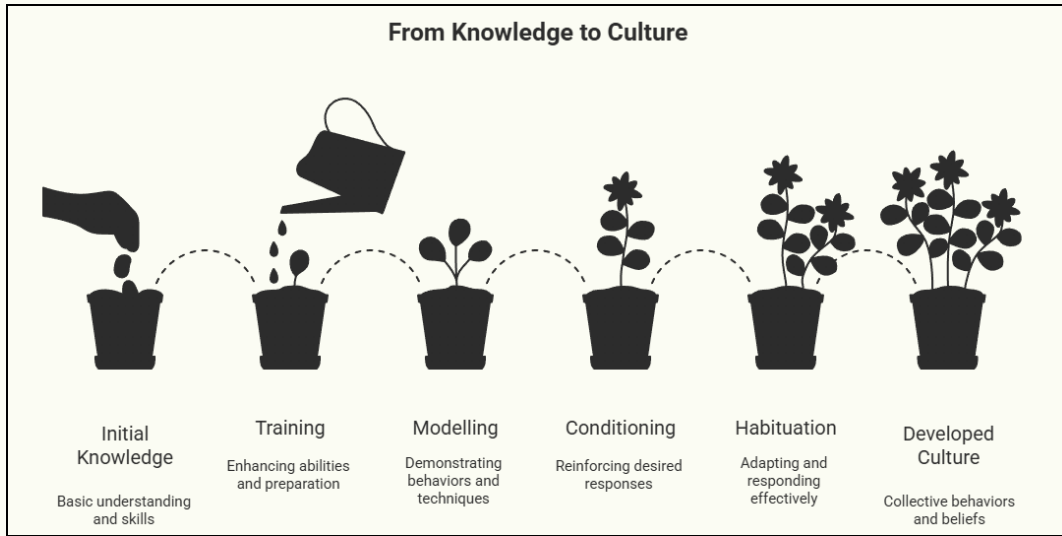 From Knowledge to Culture
Initial
Knowledge
Basic understanding
and skills
Training
Enhancing abilities
and preparation
Modelling
Demonstrating
behaviors and
techniques
Conditioning
Reinforcing desired
responses
Habituation
Adapting and
responding
effectively
Developed
Culture
Collective behaviors
and beliefs